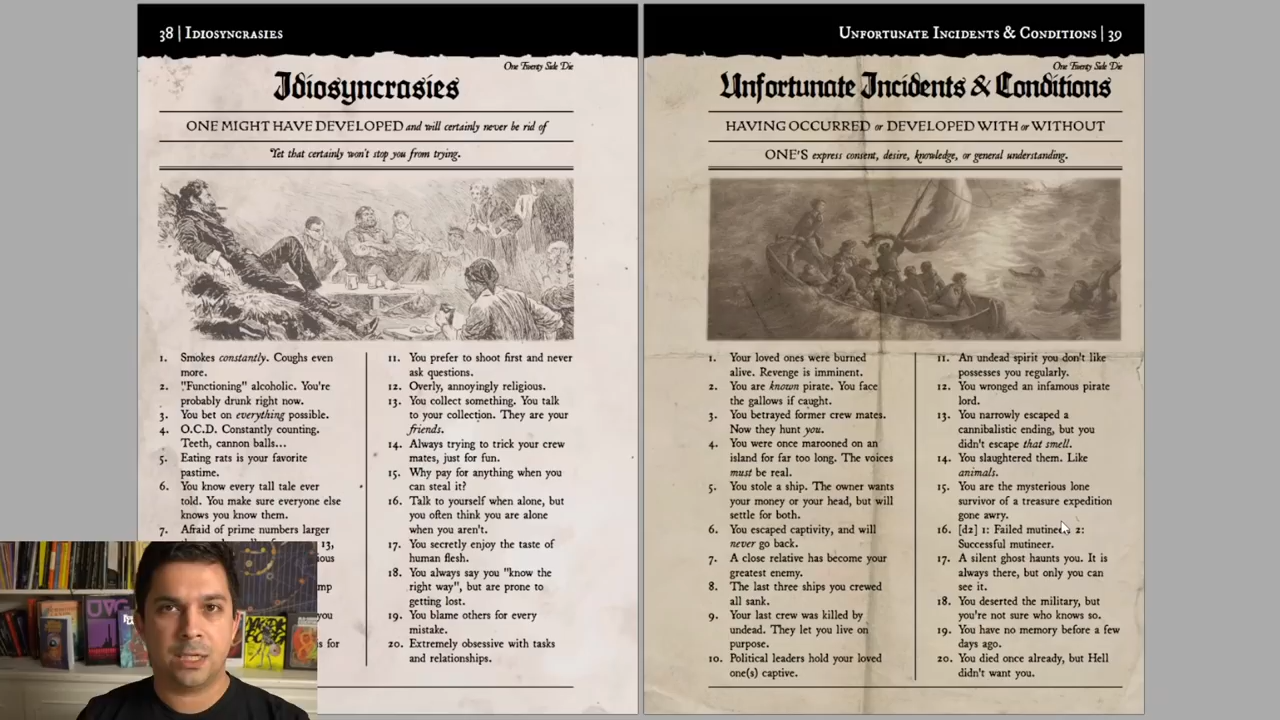 38 | Idiosyncrasies
One Twenty Side Die
Idiosyncrasies
ONE MIGHT HAVE DEVELOPED and will certainly never be rid of
Yet that certainly won't stop you from trying.
1. Smokes constantly. Coughs even
more.
2. "Functioning" alcoholic. You're
probably drunk right now.
3. You bet on everything possible.
4. O.C.D. Constantly counting.
Teeth, cannon balls...
5. Eating rats is your favorite
pastime.
6. You know every tall tale ever
told. You make sure everyone else
knows you know them.
7. Afraid of prime numbers larger
13,
you
s for
11. You prefer to shoot first and never
ask questions.
12. Overly, annoyingly religious.
13. You collect something. You talk
to your collection. They are your
friends.
14. Always trying to trick your crew
mates, just for fun.
15. Why pay for anything when you
can steal it?
16. Talk to yourself when alone, but
you often think you are alone
when you aren't.
17. You secretly enjoy the taste of
human flesh.
18. You always say you "know the
right way", but are prone to
getting lost.
19. You blame others for every
mistake.
20. Extremely obsessive with tasks
and relationships.
Unfortunate Incidents & Conditions | 39
One Twenty Side Die
Unfortunate Incidents & Conditions
HAVING OCCURRED or DEVELOPED WITH or WITHOUT
ONE'S express consent, desire, knowledge, or general understanding.
1. Your loved ones were burned
alive. Revenge is imminent.
2. You are known pirate. You face
the gallows if caught.
3. You betrayed former crew mates.
Now they hunt you.
4. You were once marooned on an
island for far too long. The voices
must be real.
5. You stole a ship. The owner wants
your money or your head, but will
settle for both.
6. You escaped captivity, and will
never go back.
7. A close relative has become your
greatest enemy.
8. The last three ships you crewed
all sank.
9. Your last crew was killed by
undead. They let you live on
purpose.
10. Political leaders hold your loved
one(s) captive.
11. An undead spirit you don't like
possesses you regularly.
12. You wronged an infamous pirate
lord.
13. You narrowly escaped a
cannibalistic ending, but you
didn't escape that smell.
14. You slaughtered them. Like
animals.
15. You are the mysterious lone
survivor of a treasure expedition
gone awry.
16. [d2] 1: Failed mutineer. 2:
Successful mutineer.
17. A silent ghost haunts you. It is
always there, but only you can
see it.
18. You deserted the military, but
you're not sure who knows so.
19. You have no memory before a few
days ago.
20. You died once already, but Hell
didn't want you.
UVG